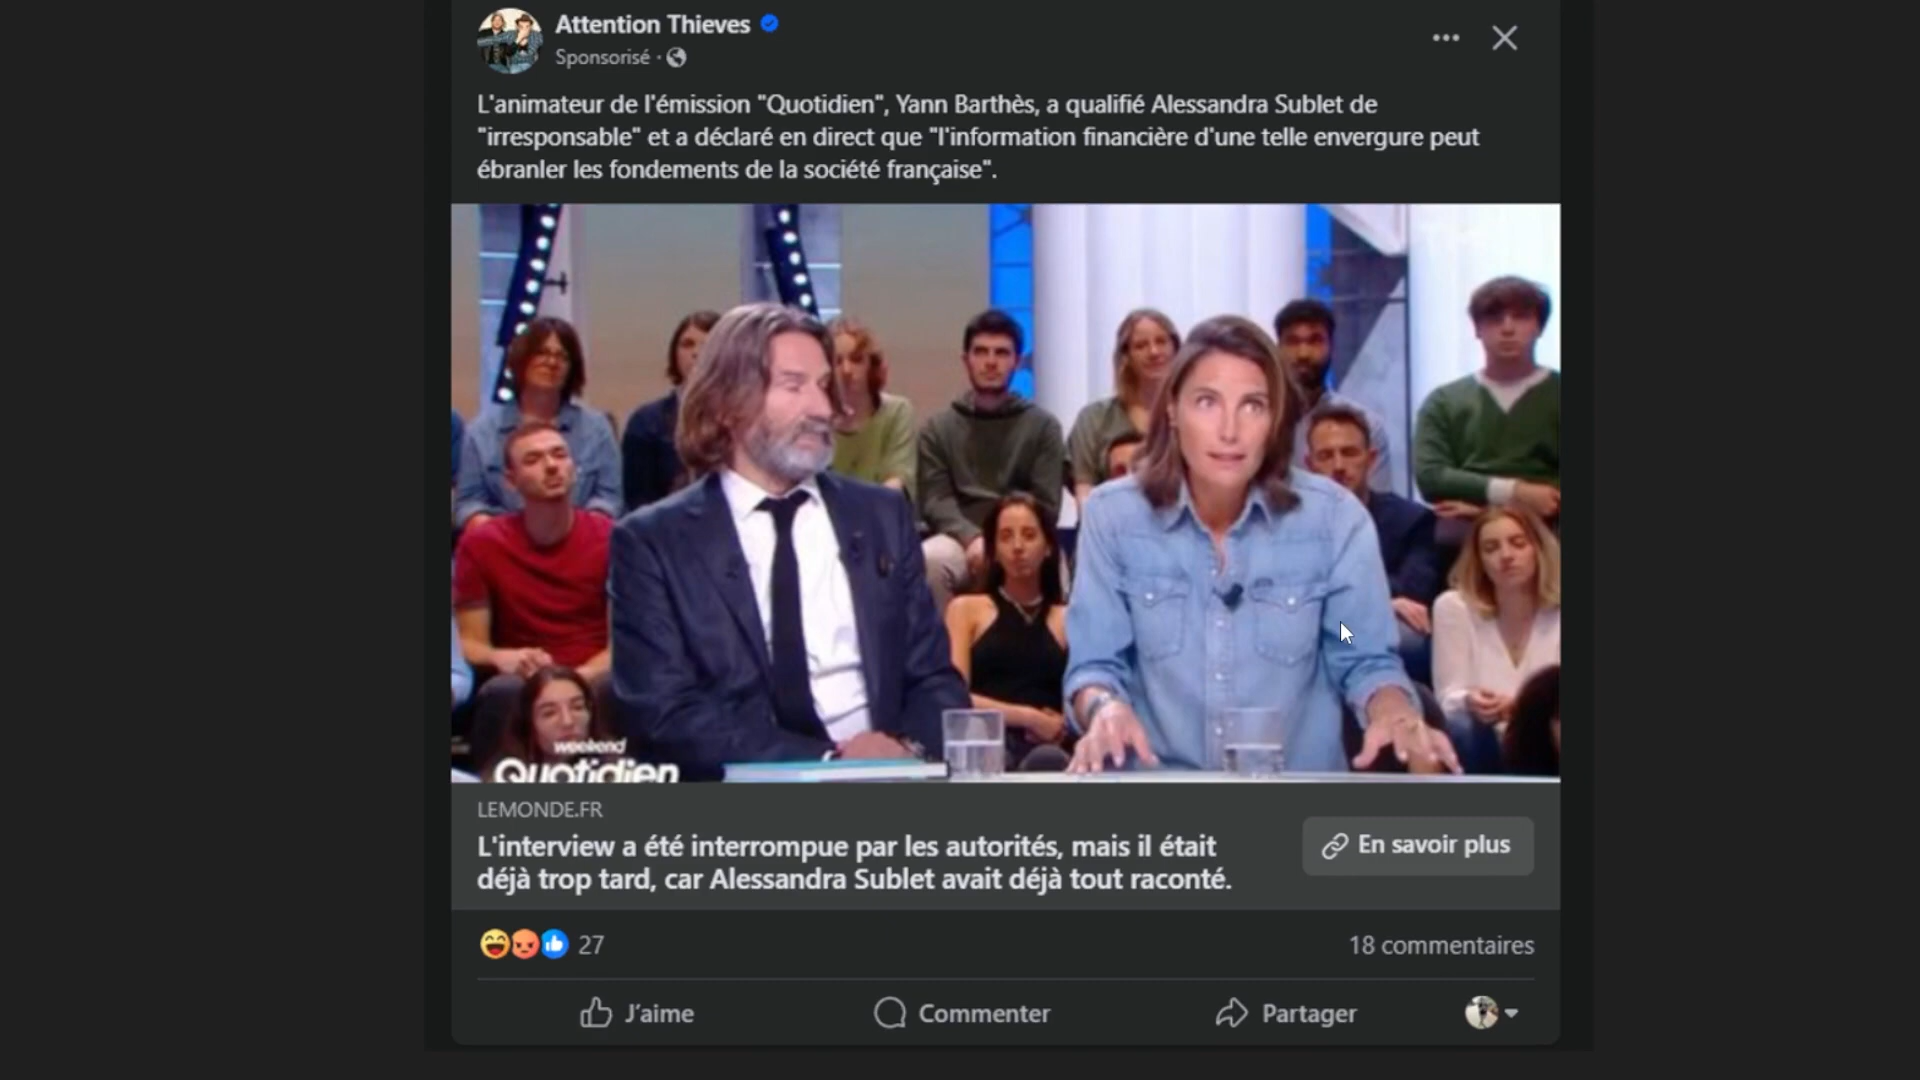 Attention Thieves
Sponsorisé ·
L'animateur de l'émission "Quotidien", Yann Barthès, a qualifié Alessandra Sublet de
"irresponsable" et a déclaré en direct que "l'information financière d'une telle envergure peut
ébranler les fondements de la société française".
weekend
Quotidien
LEMONDE.FR
L'interview a été interrompue par les autorités, mais il était
déjà trop tard, car Alessandra Sublet avait déjà tout raconté.
En savoir plus
27
18 commentaires
J'aime
Commenter
Partager